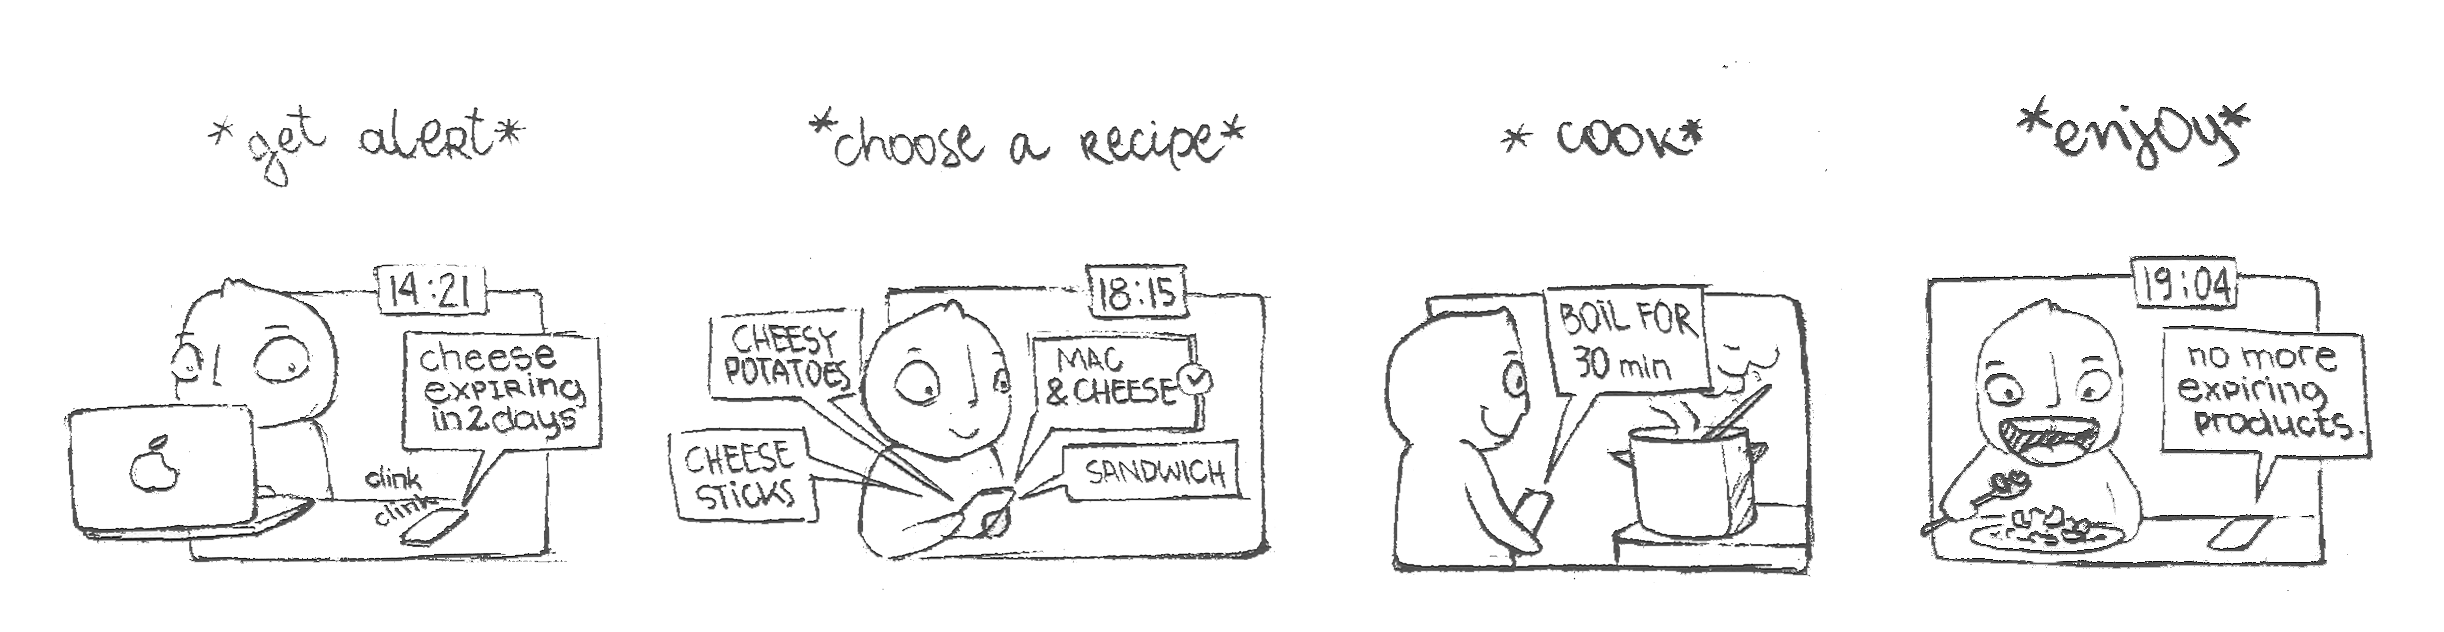 *get alert*
14:21
cheese
expiring
in 2 days
clink
clink
*choose a recipe*
18:15
CHEESY
POTATOES
MAC
& CHEESE
CHEESE
STICKS
SANDWICH
* cook*
BOIL FOR
30 min
*enjoy*
19:04
no more
expiring
products.